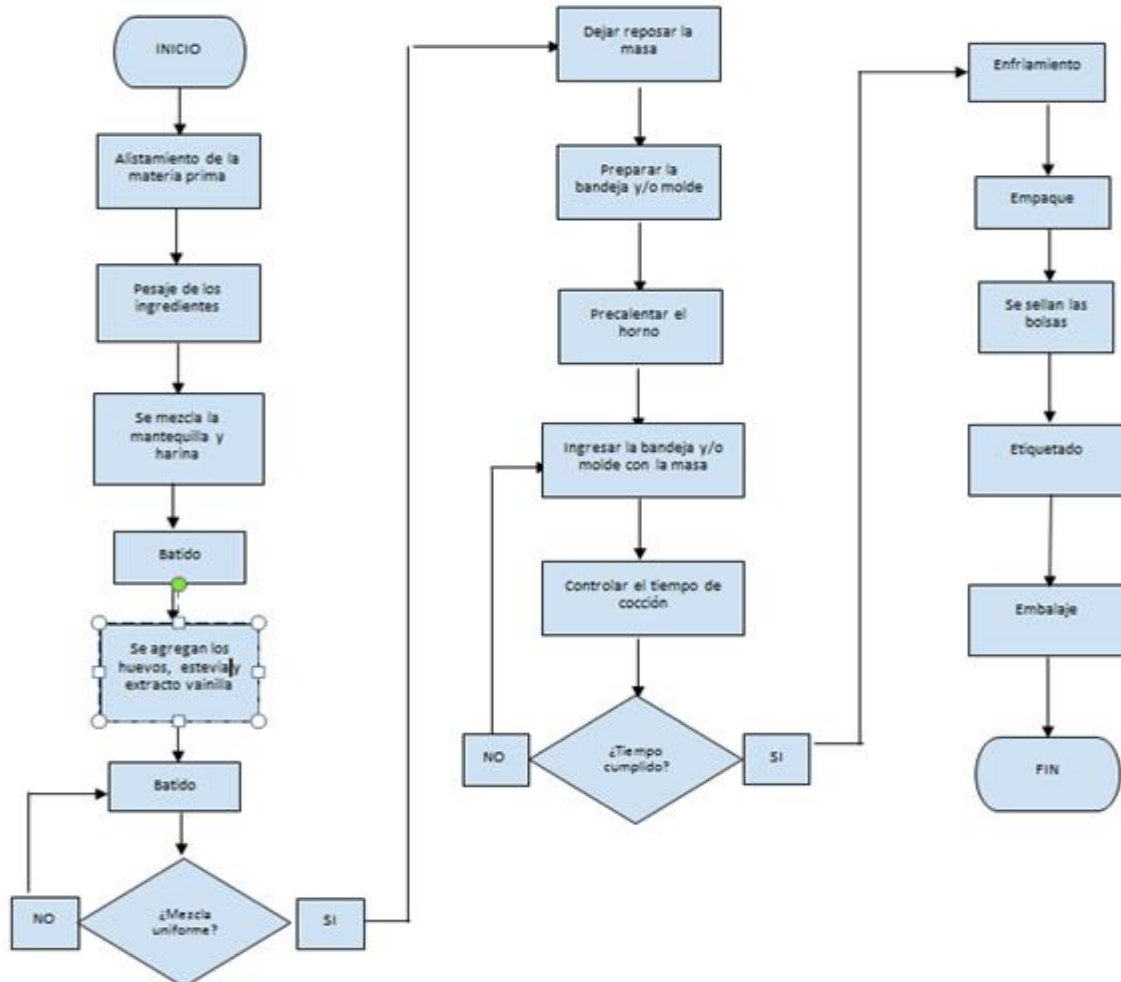 INICIO
Alistamiento de la
materia prima
Pesaje de los
ingredientes
Se mezcla la
mantequilla y
harina
Batido
Se agregan los
huevos, estevia y
extracto vainilla
Batido
¿Mezcla
uniforme?
NO
SI
Dejar reposar la
masa
Preparar la
bandeja y/o molde
Precalentar el
horno
Ingresar la bandeja y/o
molde con la masa
Controlar el tiempo de
cocción
¿Tiempo
cumplido?
NO
SI
Enfriamiento
Empaque
Se sellan las
bolsas
Etiquetado
Embalaje
FIN